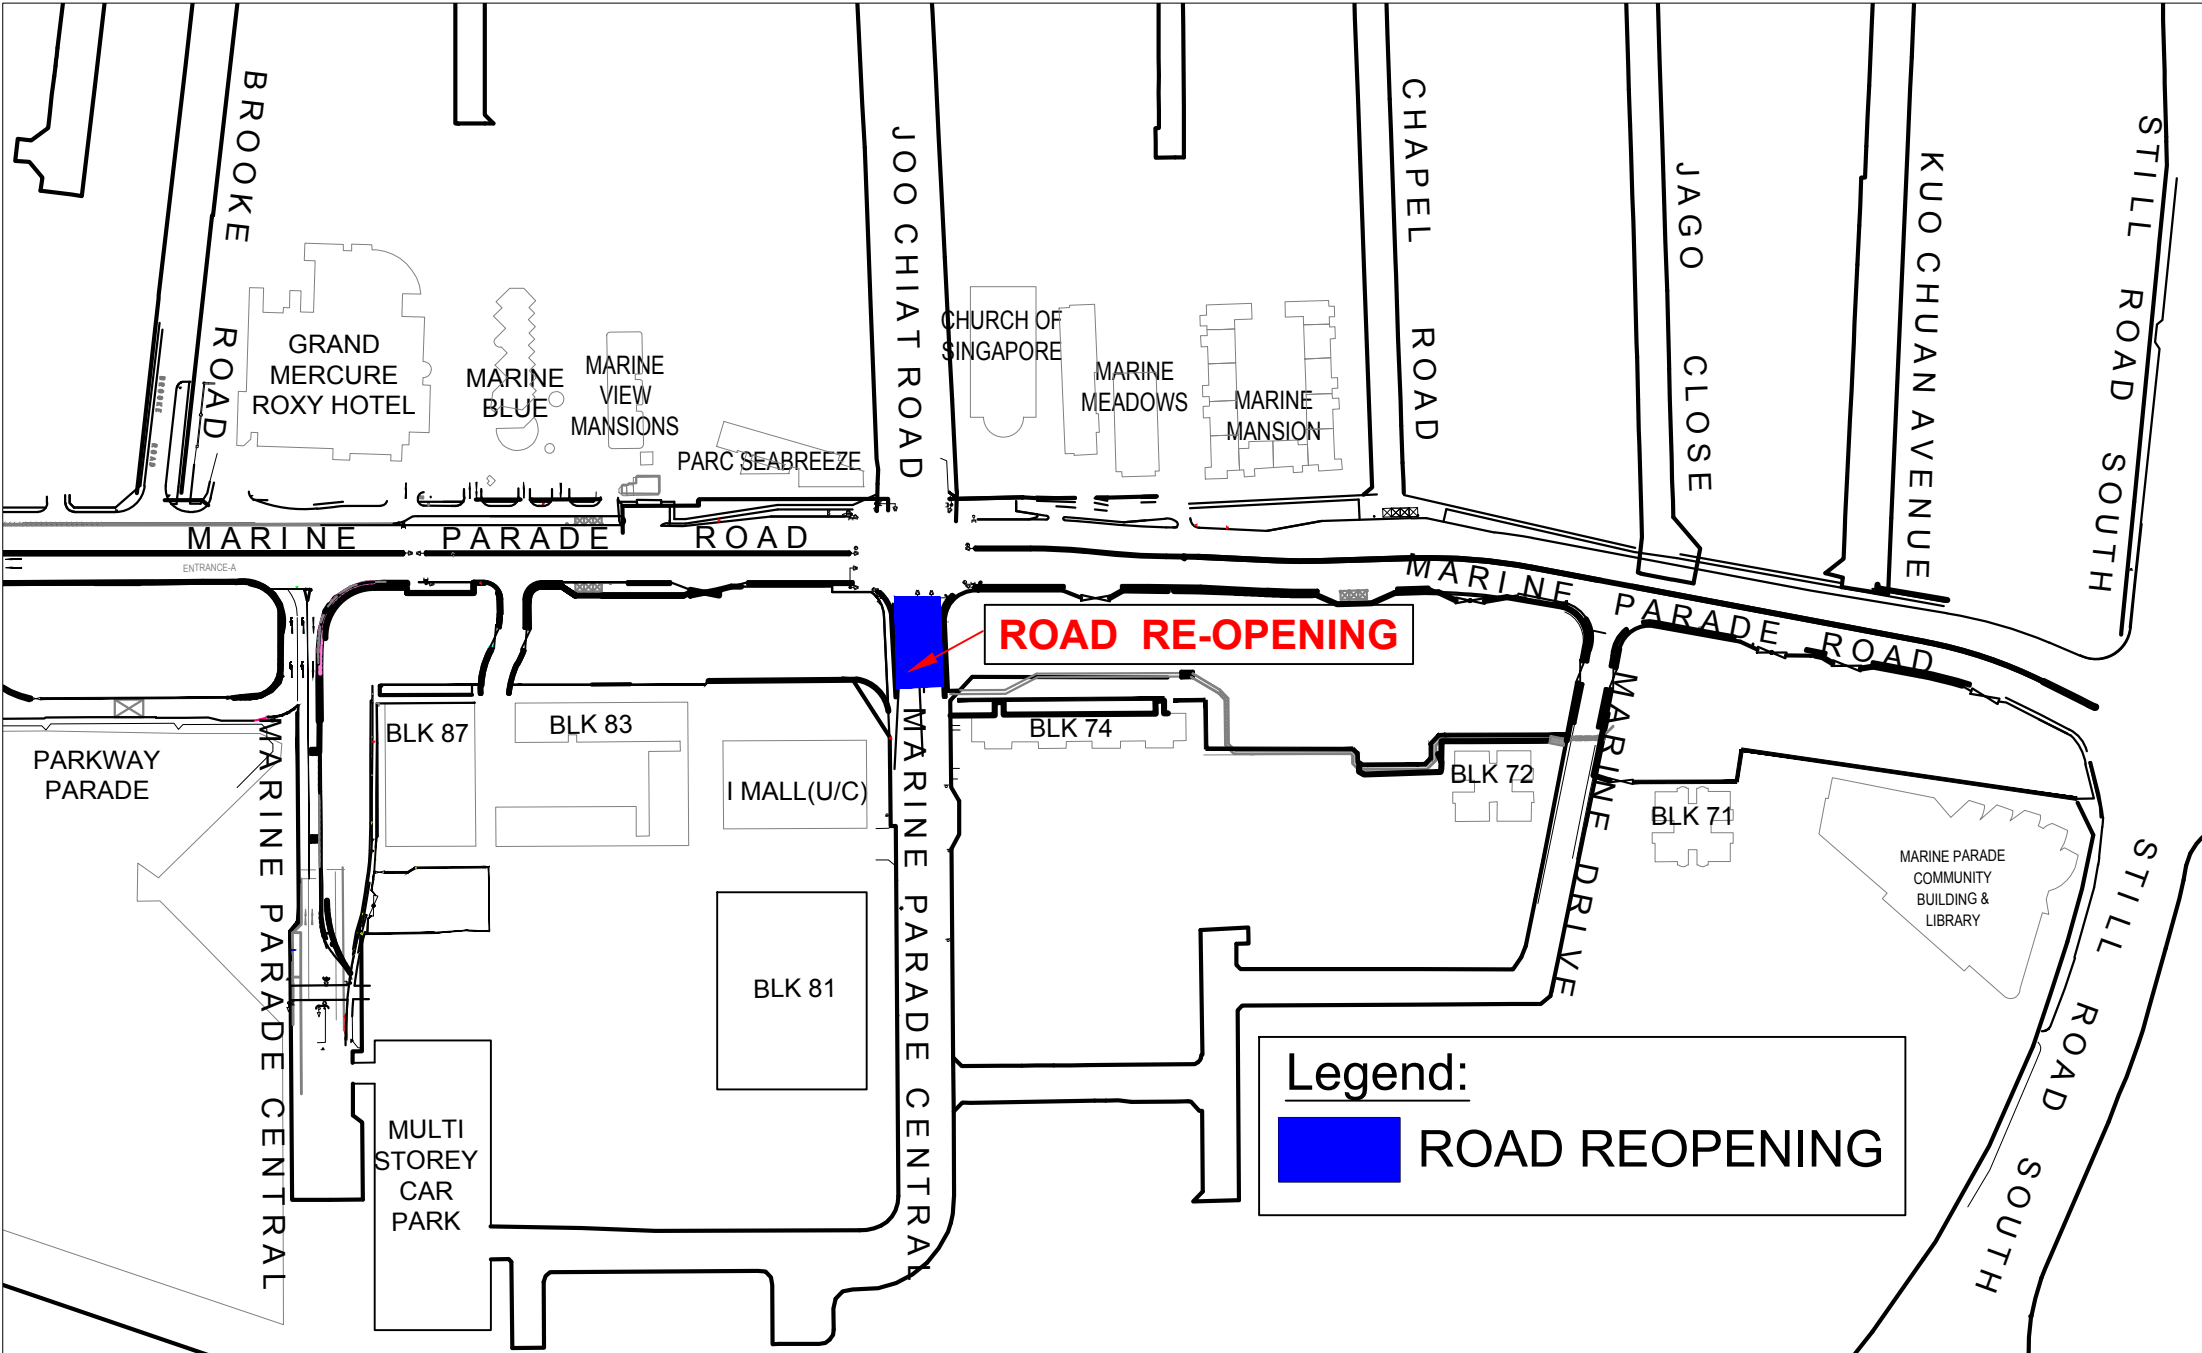 BROOKE ROAD
JOO CHIAT ROAD
CHAPEL ROAD
JAGO CLOSE
KUO CHUAN AVENUE
STILL ROAD SOUTH
GRAND
MERCURE
ROXY HOTEL
MARINE
BLUE
MARINE
VIEW
MANSIONS
PARC SEABREEZE
CHURCH OF
SINGAPORE
MARINE
MEADOWS
MARINE
MANSION
BROOKE
ROAD
MARINE PARADE ROAD
ENTRANCE-A
MARINE PARADE ROAD
ROAD RE-OPENING
PARKWAY
PARADE
MARINE PARADE CENTRAL
BLK 87
BLK 83
I MALL(U/C)
MARINE PARADE CENTRAL
BLK 74
BLK 72
MARINE DRIVE
BLK 71
MARINE PARADE
COMMUNITY
BUILDING &
LIBRARY
STILL ROAD SOUTH
BLK 81
MULTI
STOREY
CAR
PARK
Legend:
ROAD REOPENING